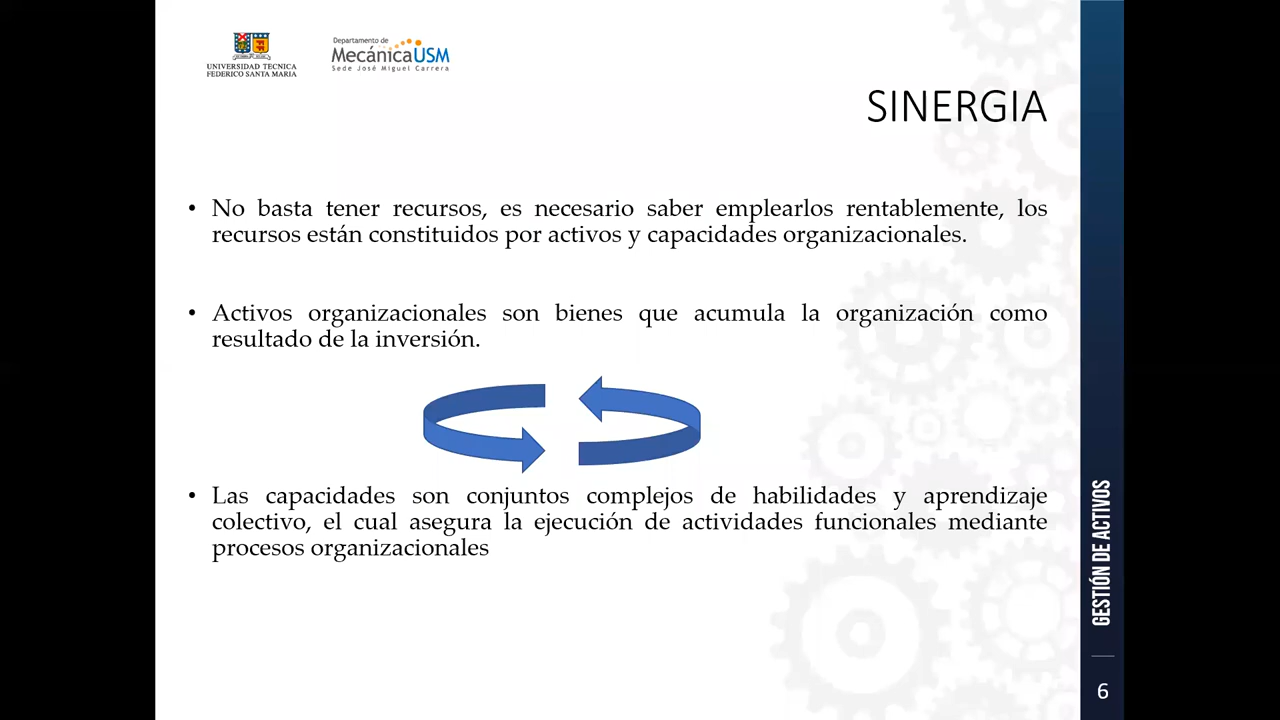 UNIVERSIDAD TECNICA
FEDERICO SANTA MARIA
Departamento de
MecánicaUSM
Sede José Miguel Carrera
SINERGIA
• No basta tener recursos, es necesario saber emplearlos rentablemente, los
recursos están constituidos por activos y capacidades organizacionales.
• Activos organizacionales son bienes que acumula la organización como
resultado de la inversión.
• Las capacidades son conjuntos complejos de habilidades y aprendizaje
colectivo, el cual asegura la ejecución de actividades funcionales mediante
procesos organizacionales
GESTIÓN DE ACTIVOS
6